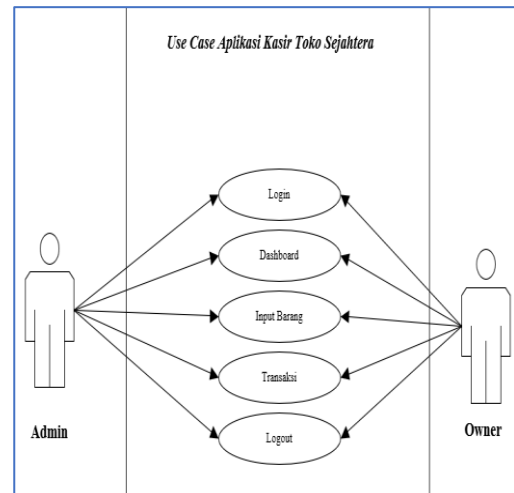 Use Case Aplikasi Kasir Toko Sejahtera
Login
Dashboard
Input Barang
Transaksi
Logout
Admin
Owner